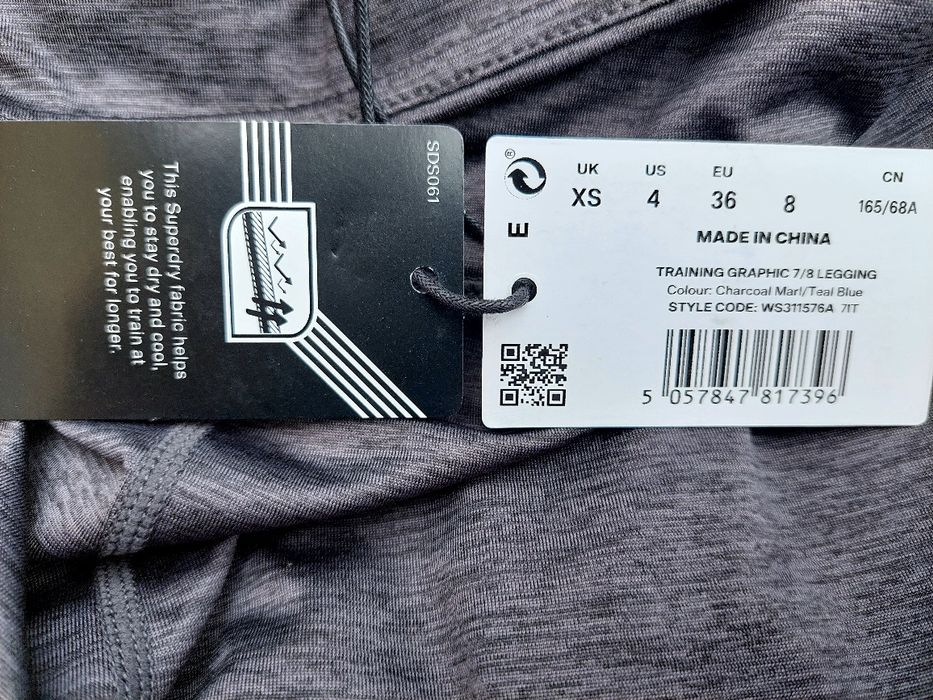 SDS061
This Superdry fabric helps
you to stay dry and cool,
enabling you to train at
your best for longer.
®
E
UK US EU CN
XS 4 36 8 165/68A
MADE IN CHINA
TRAINING GRAPHIC 7/8 LEGGING
Colour: Charcoal Marl/Teal Blue
STYLE CODE: WS311576A 7IT
5 057847 817396